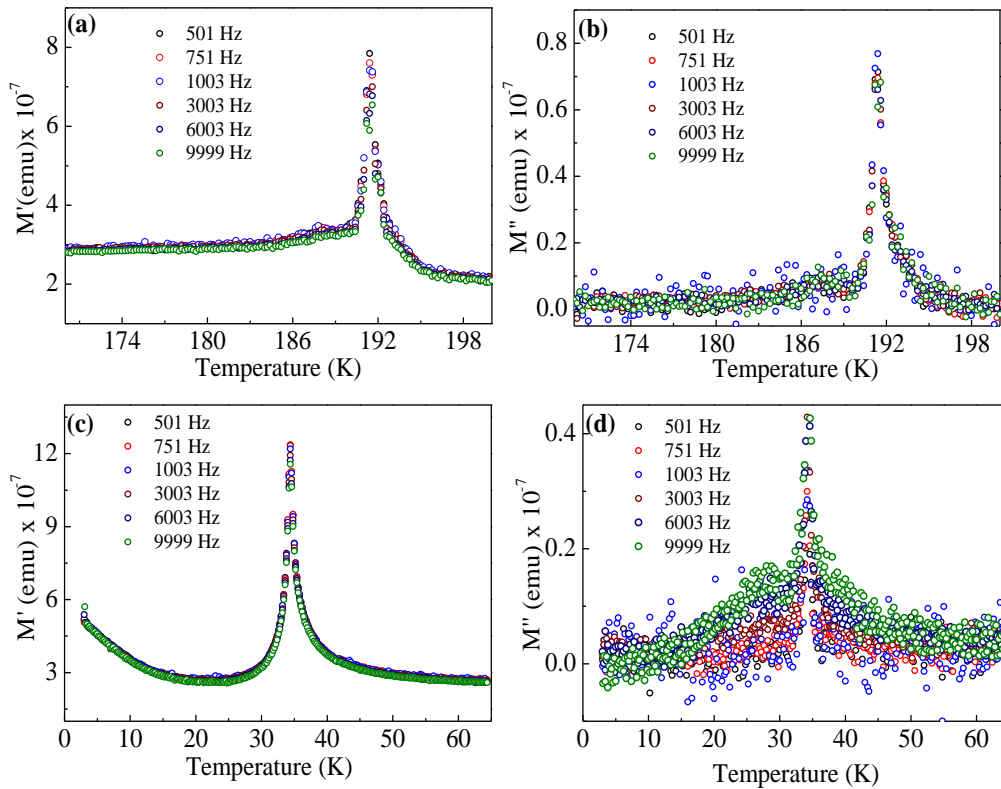 (a)
501 Hz
751 Hz
1003 Hz
3003 Hz
6003 Hz
9999 Hz
M'(emu)x 10-7
8
6
4
2
174 180 186 192 198
Temperature (K)
(b)
501 Hz
751 Hz
1003 Hz
3003 Hz
6003 Hz
9999 Hz
M" (emu) x 10-7
0.8
0.6
0.4
0.2
0.0
174 180 186 192 198
Temperature (K)
(c)
501 Hz
751 Hz
1003 Hz
3003 Hz
6003 Hz
9999 Hz
M' (emu) x 10-7
12
9
6
3
0 10 20 30 40 50 60
Temperature (K)
(d)
501 Hz
751 Hz
1003 Hz
3003 Hz
6003 Hz
9999 Hz
M" (emu) x 10-7
0.4
0.2
0.0
0 10 20 30 40 50 60
Temperature (K)